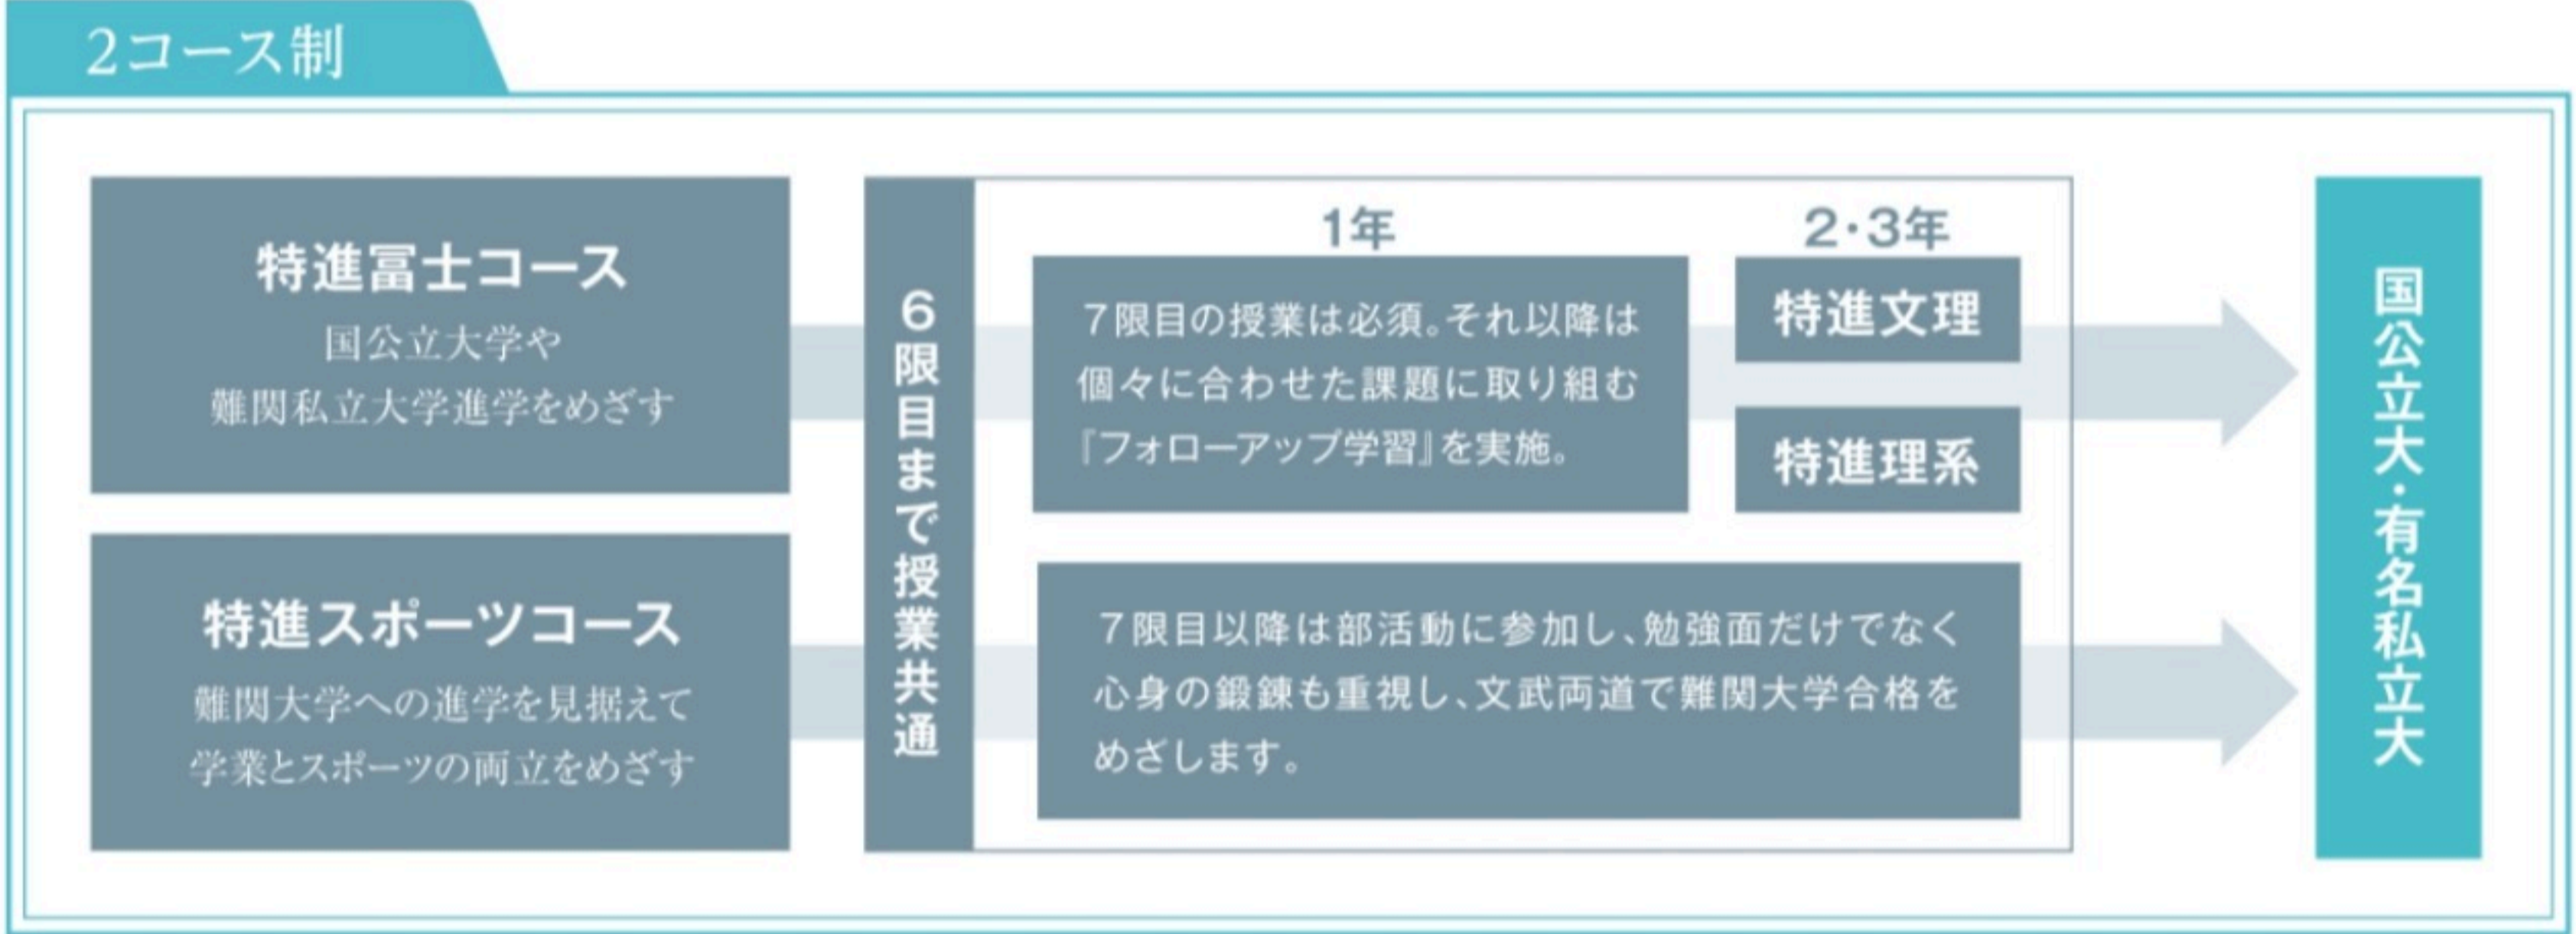 2コース制
特進冨士コース
国公立大学や
難関私立大学進学をめざす
特進スポーツコース
難関大学への進学を見据えて
学業とスポーツの両立をめざす
6限目まで授業共通
1年
7限目の授業は必須。それ以降は
個々に合わせた課題に取り組む
『フォローアップ学習』を実施。
2・3年
特進文理
特進理系
7限目以降は部活動に参加し、勉強面だけでなく
心身の鍛錬も重視し、文武両道で難関大学合格を
めざします。
国公立大・有名私立大